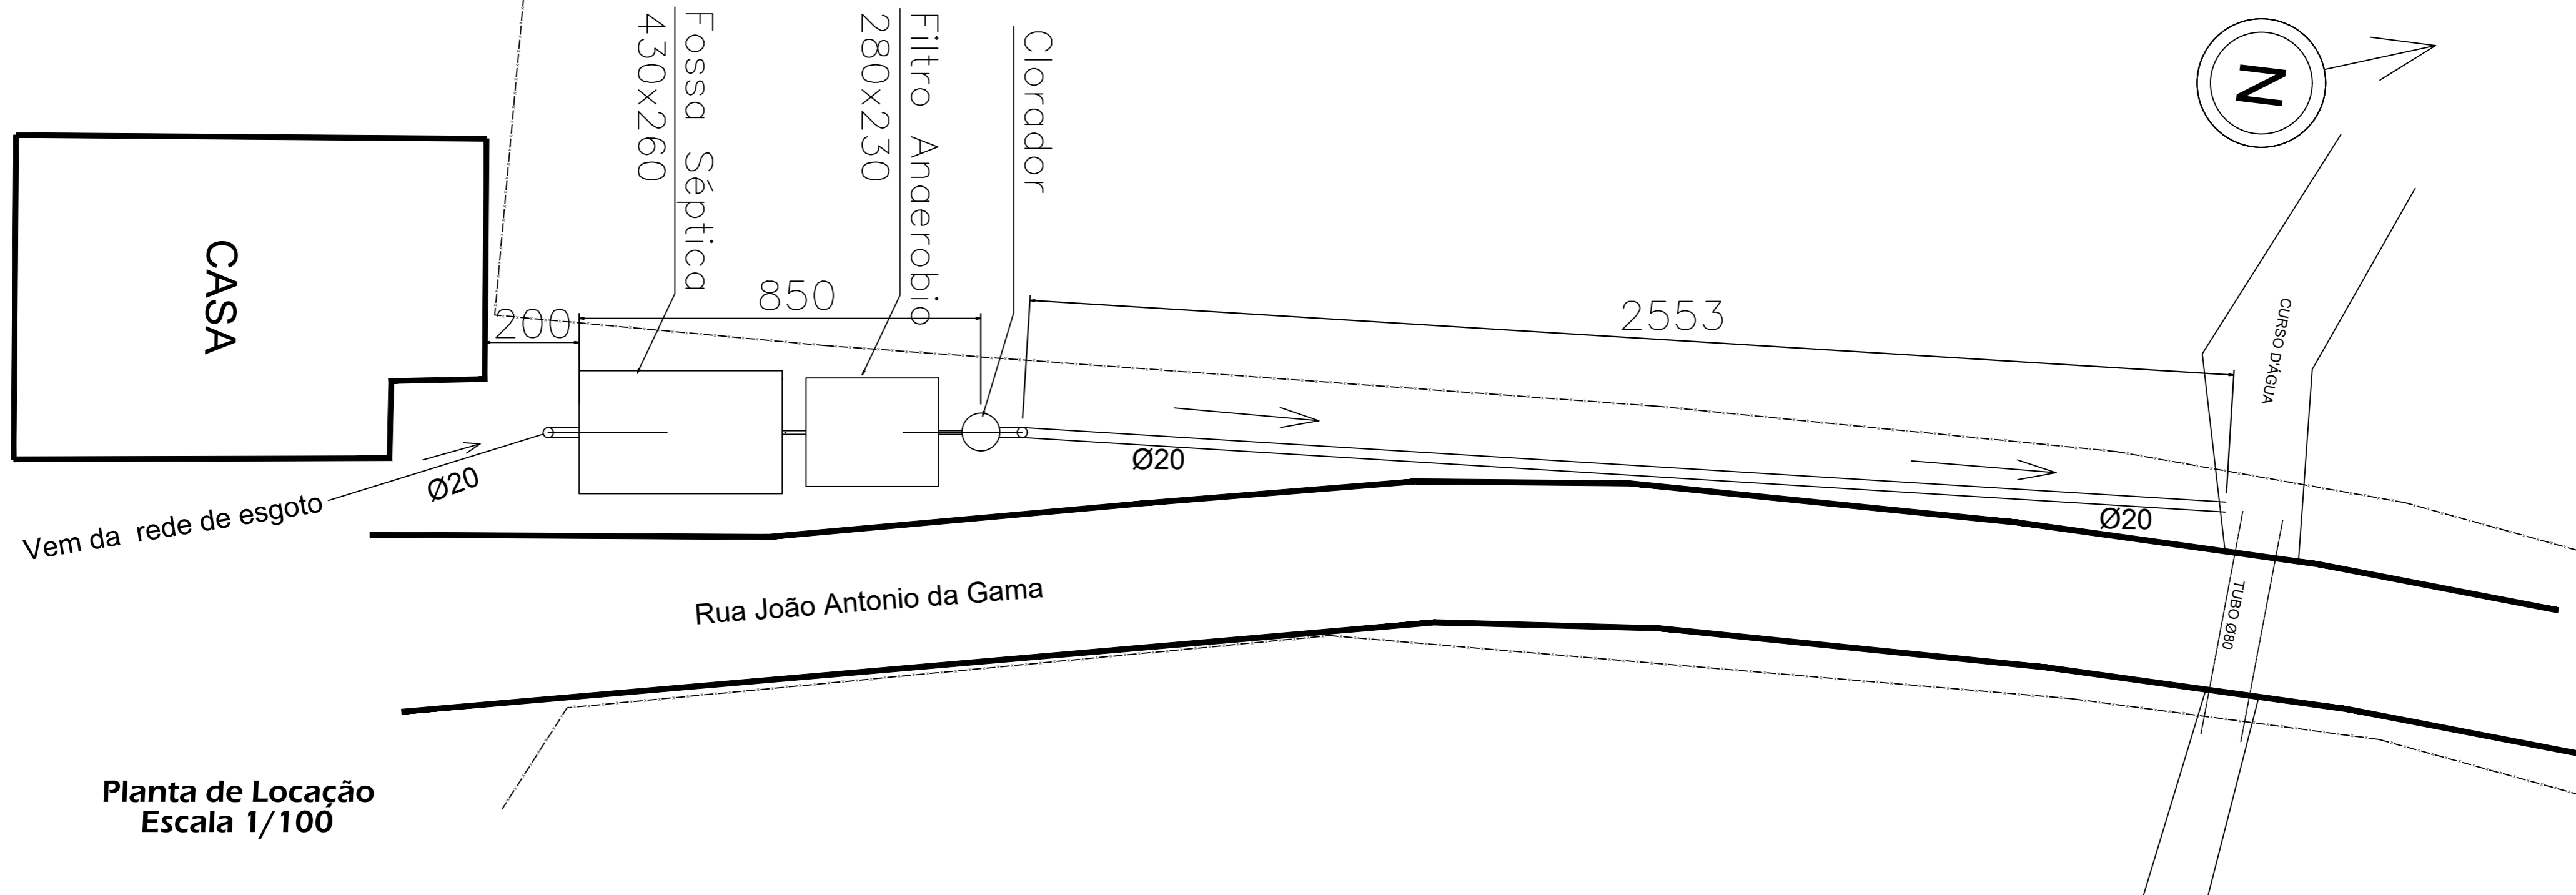 Fossa Séptica
430x260
Filtro Anaerobio
280x230
Clorador
N
CASA
200
850
2553
CURSO D'ÁGUA
Ø20
Ø20
Ø20
Vem da rede de esgoto
Rua João Antonio da Gama
TUBO Ø80
Planta de Locação
Escala 1/100